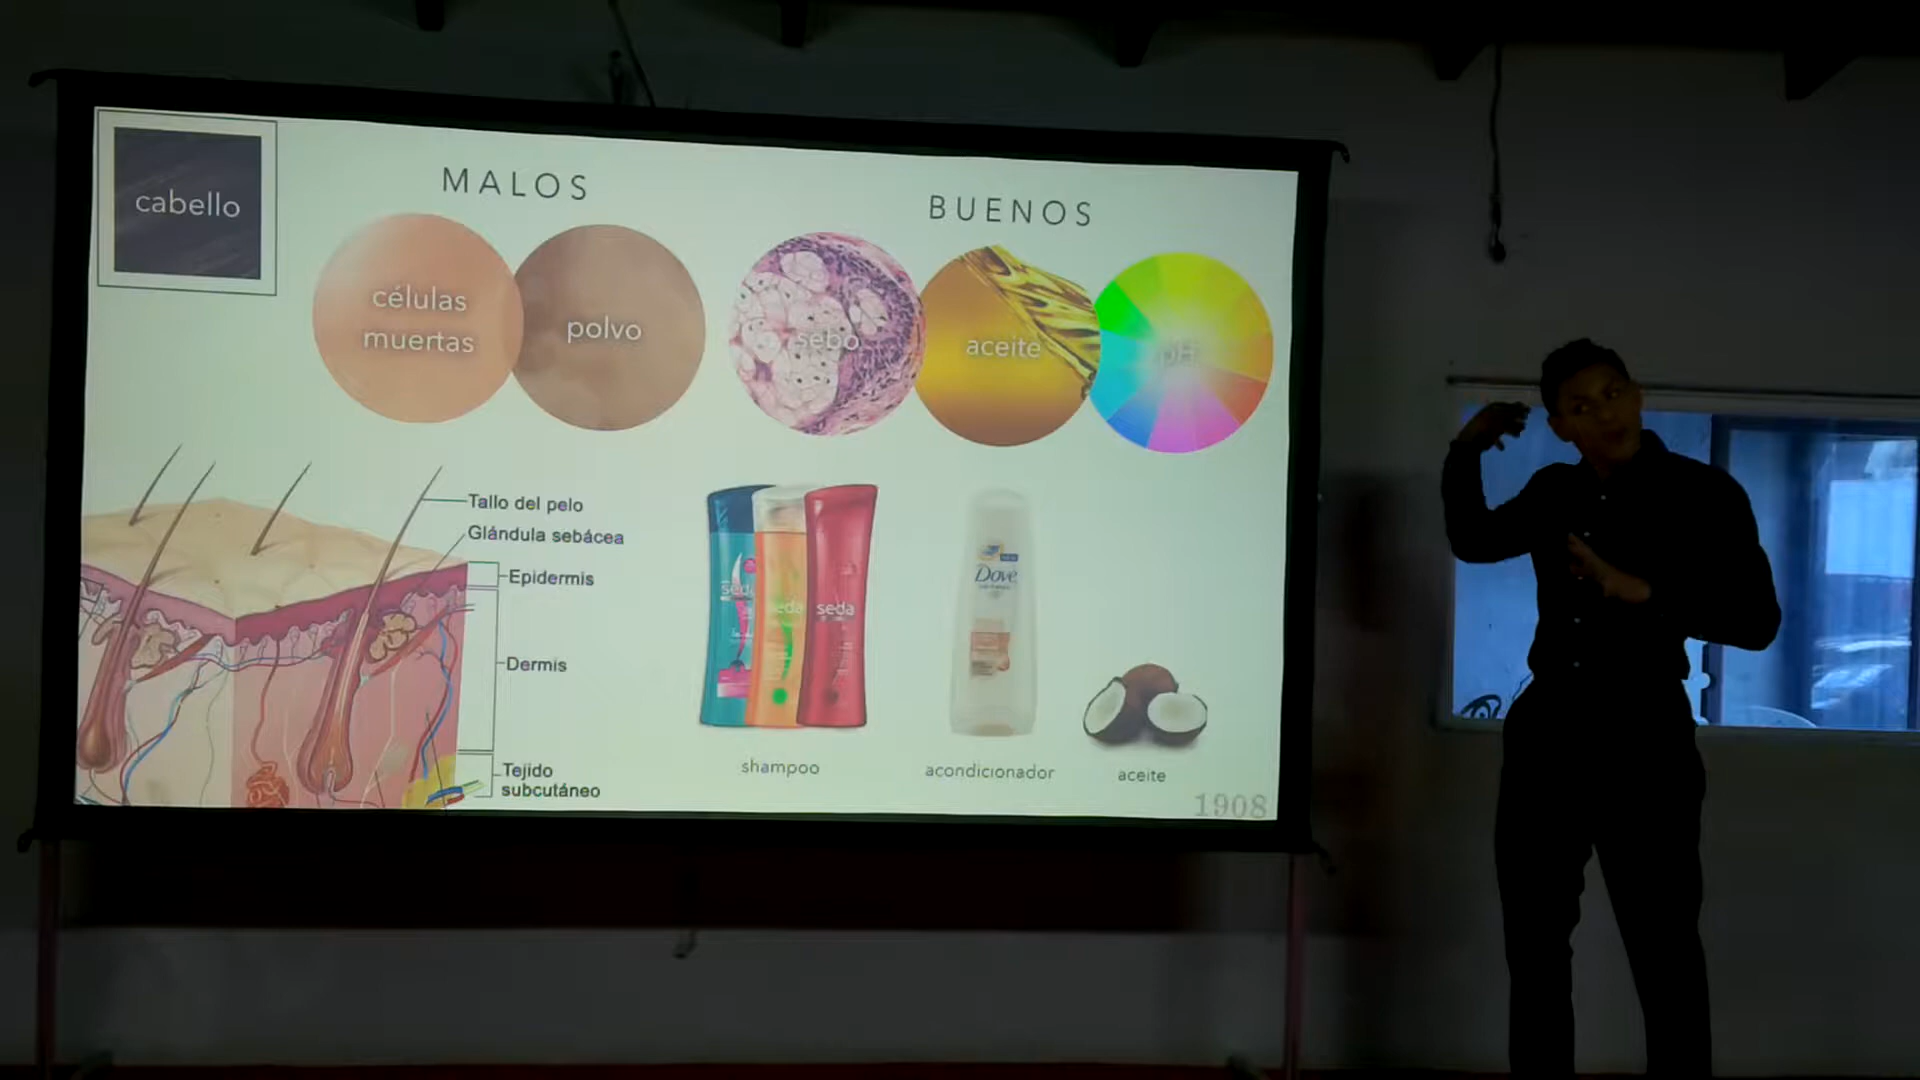 cabello
MALOS
BUENOS
células
muertas
polvo
sebo
aceite
pH
Tallo del pelo
Glándula sebácea
Epidermis
Dermis
Tejido
subcutáneo
seda
seda
seda
Dove
shampoo
acondicionador
aceite
1908